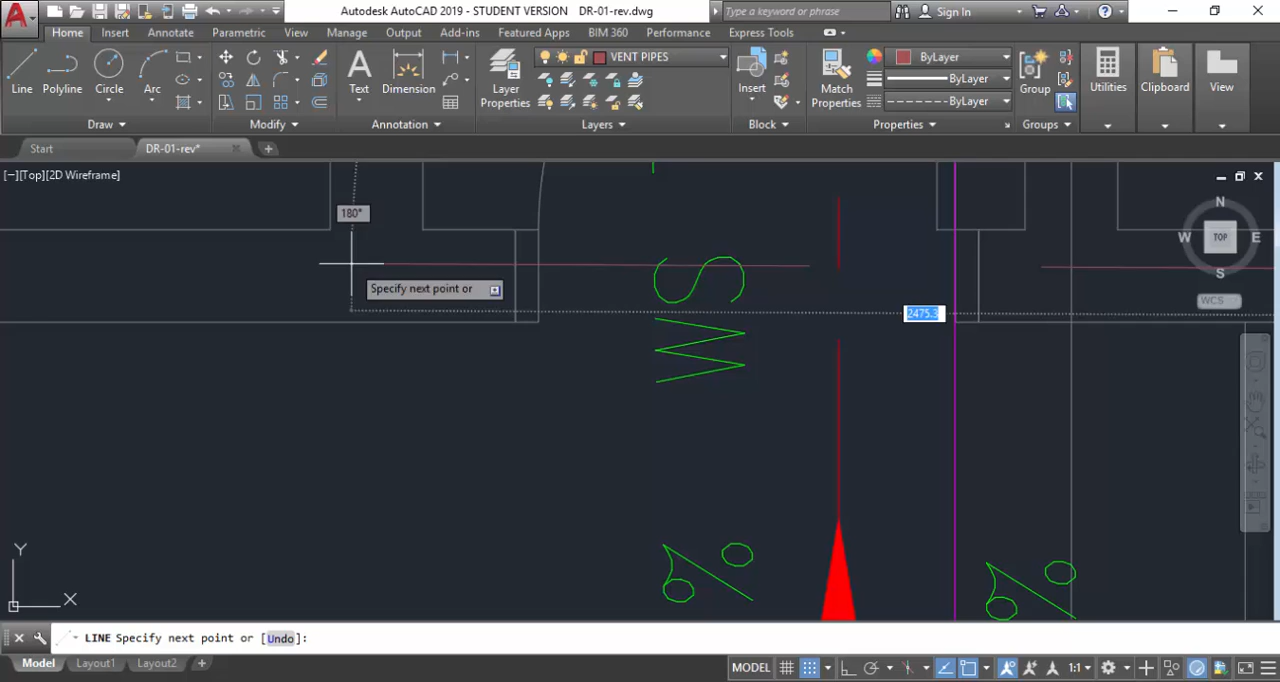 Autodesk AutoCAD 2019 - STUDENT VERSION DR-01-rev.dwg
Type a keyword or phrase
Sign In
Home Insert Annotate Parametric View Manage Output Add-ins Featured Apps BIM 360 Performance Express Tools
Line Polyline Circle Arc
Text Dimension
Layer Properties
VENT PIPES
Insert
Match Properties
ByLayer
ByLayer
ByLayer
Group
Utilities
Clipboard
View
Draw Modify Annotation Layers Block Properties Groups
Start DR-01-rev*
[−][Top][2D Wireframe]
N
W TOP E
S
WCS
180°
Specify next point or
2475.3
SW
%
%
Y
X
LINE Specify next point or [Undo]:
Model Layout1 Layout2
MODEL 1:1